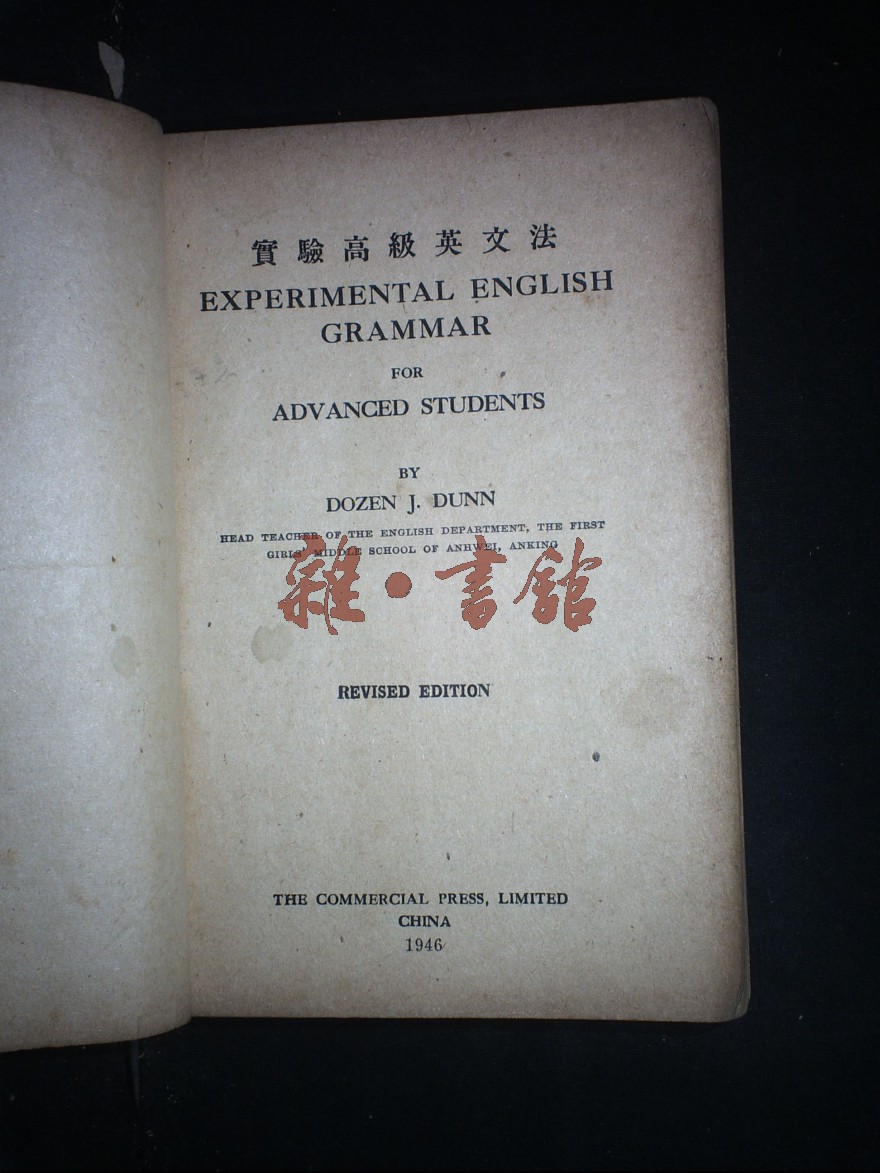 實驗高級英文法
EXPERIMENTAL ENGLISH
GRAMMAR
FOR
ADVANCED STUDENTS
BY
DOZEN J. DUNN
HEAD TEACHER OF THE ENGLISH DEPARTMENT, THE FIRST
GIRLS' MIDDLE SCHOOL OF ANHWEI, ANKING
雜·書館
REVISED EDITION
THE COMMERCIAL PRESS, LIMITED
CHINA
1946